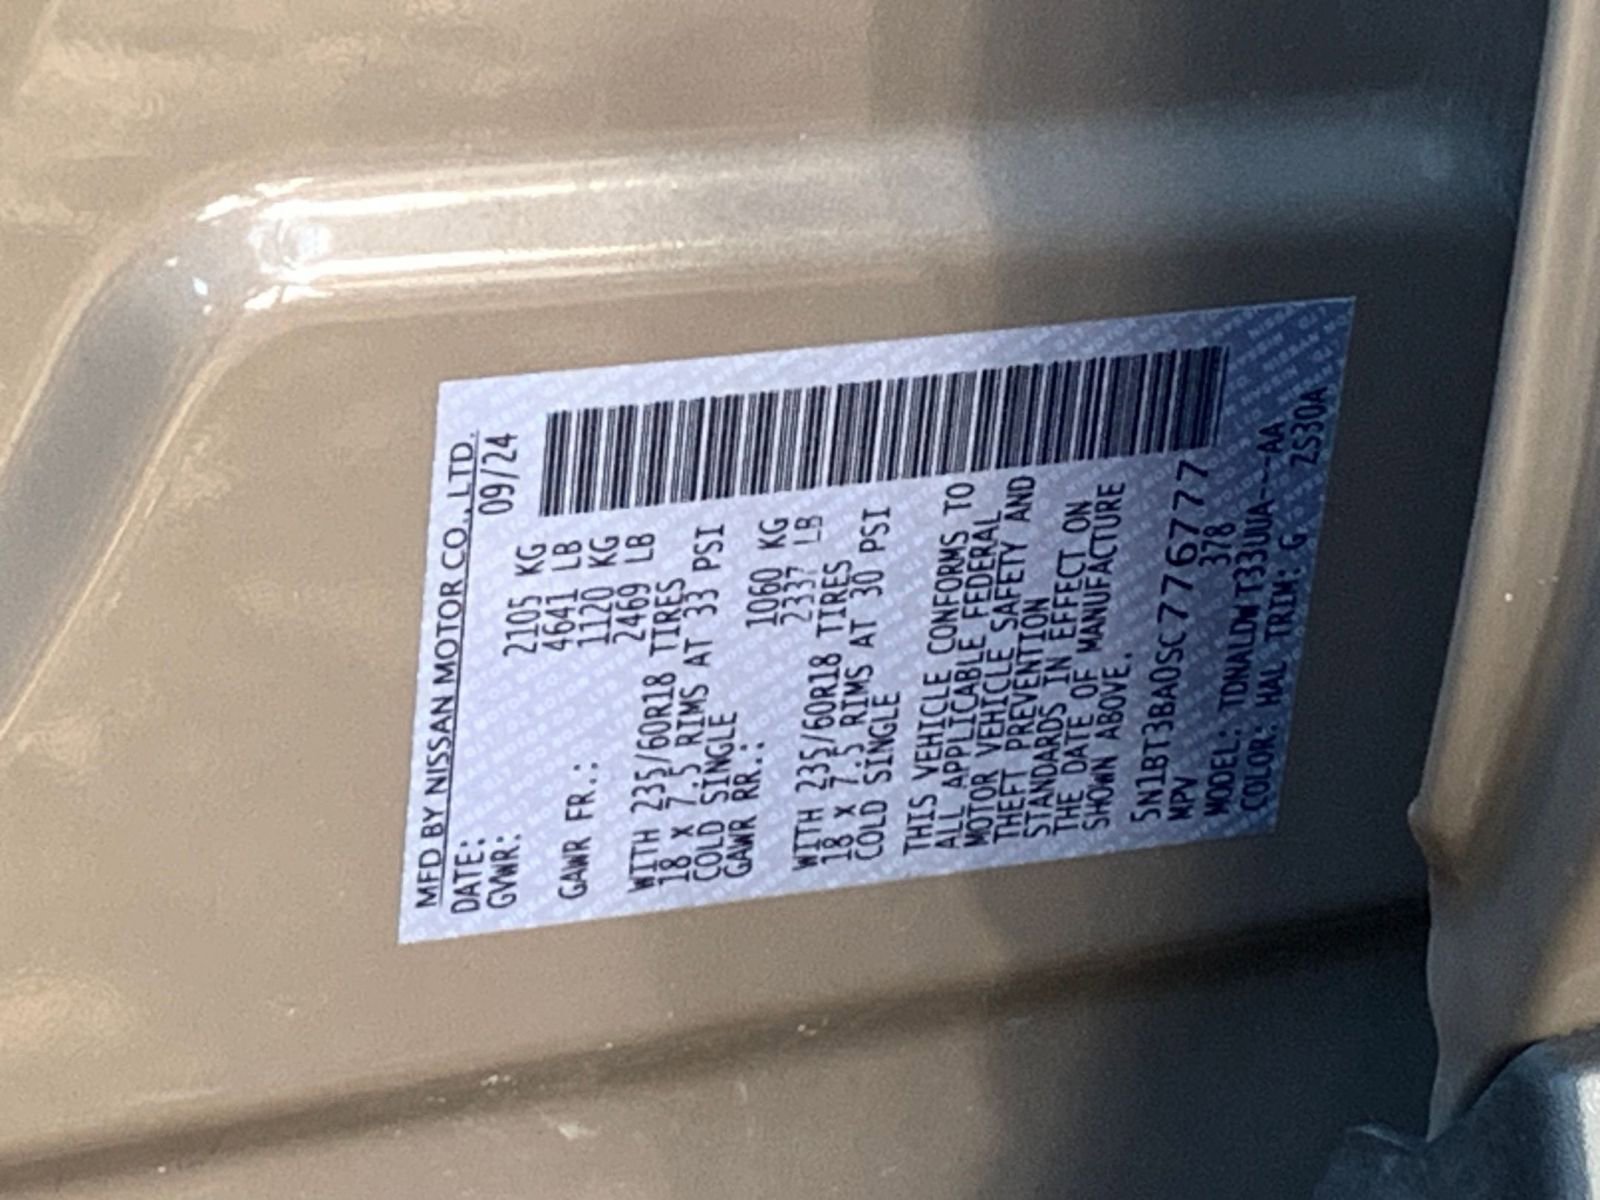 MFD BY NISSAN MOTOR CO., LTD.
DATE: 09/24
GVWR: 2105 KG
4641 LB
GAWR FR.: 1120 KG
2469 LB
WITH 235/60R18 TIRES
18 X 7.5 RIMS AT 33 PSI
COLD SINGLE
GAWR RR.: 1060 KG
2337 LB
WITH 235/60R18 TIRES
18 X 7.5 RIMS AT 30 PSI
COLD SINGLE
THIS VEHICLE CONFORMS TO
ALL APPLICABLE FEDERAL
MOTOR VEHICLE SAFETY AND
THEFT PREVENTION
STANDARDS IN EFFECT ON
THE DATE OF MANUFACTURE
SHOWN ABOVE.
5N1BT3BA0SC776777
MPV 378
MODEL: TDNALDWT33UUA---AA
COLOR: HAL TRIM: G ZS30A